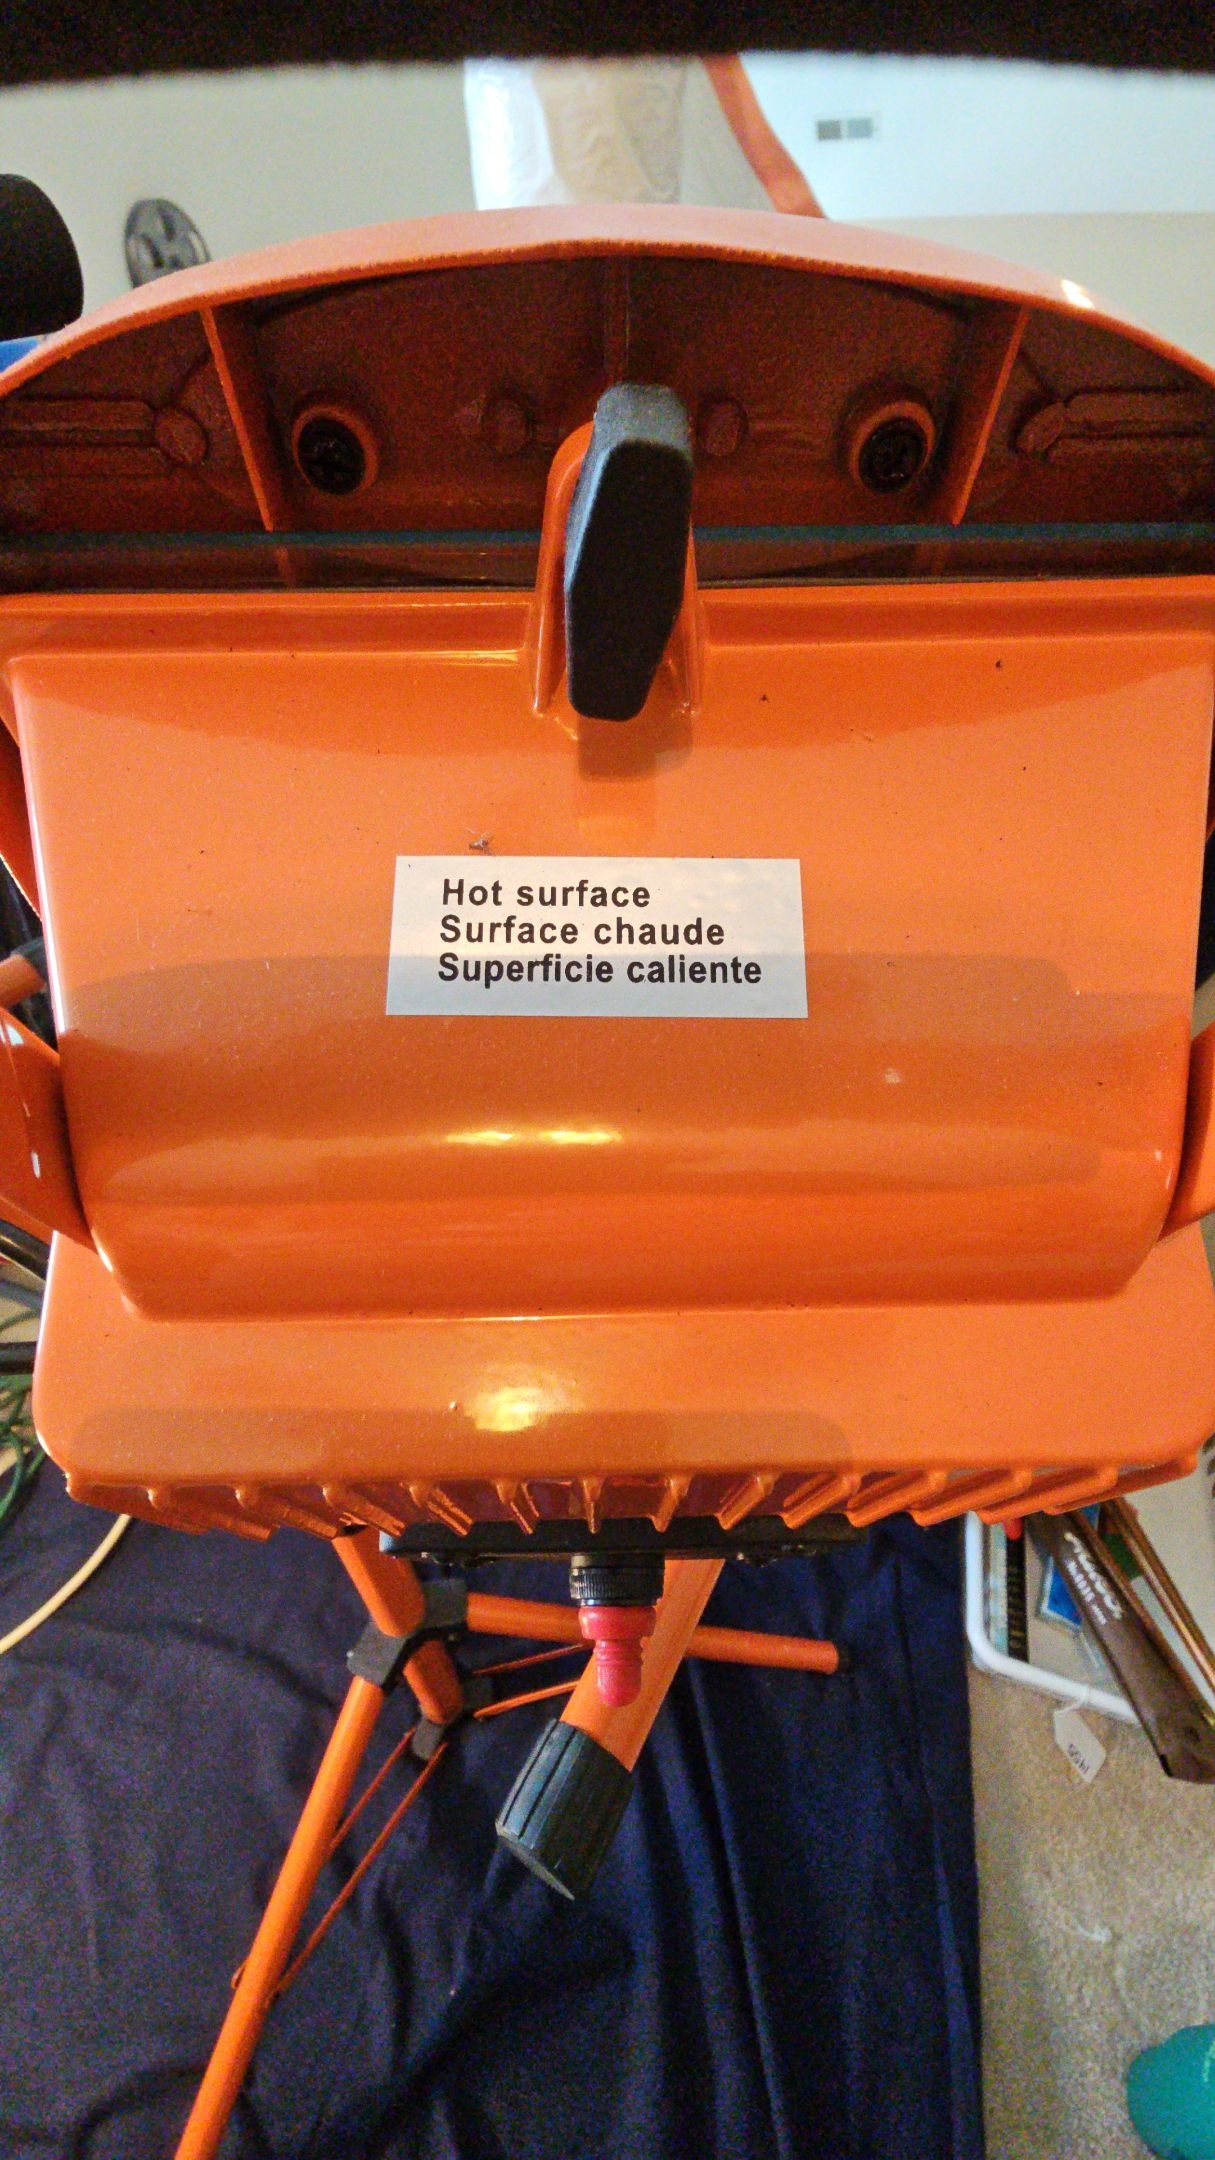 Hot surface
Surface chaude
Superficie caliente